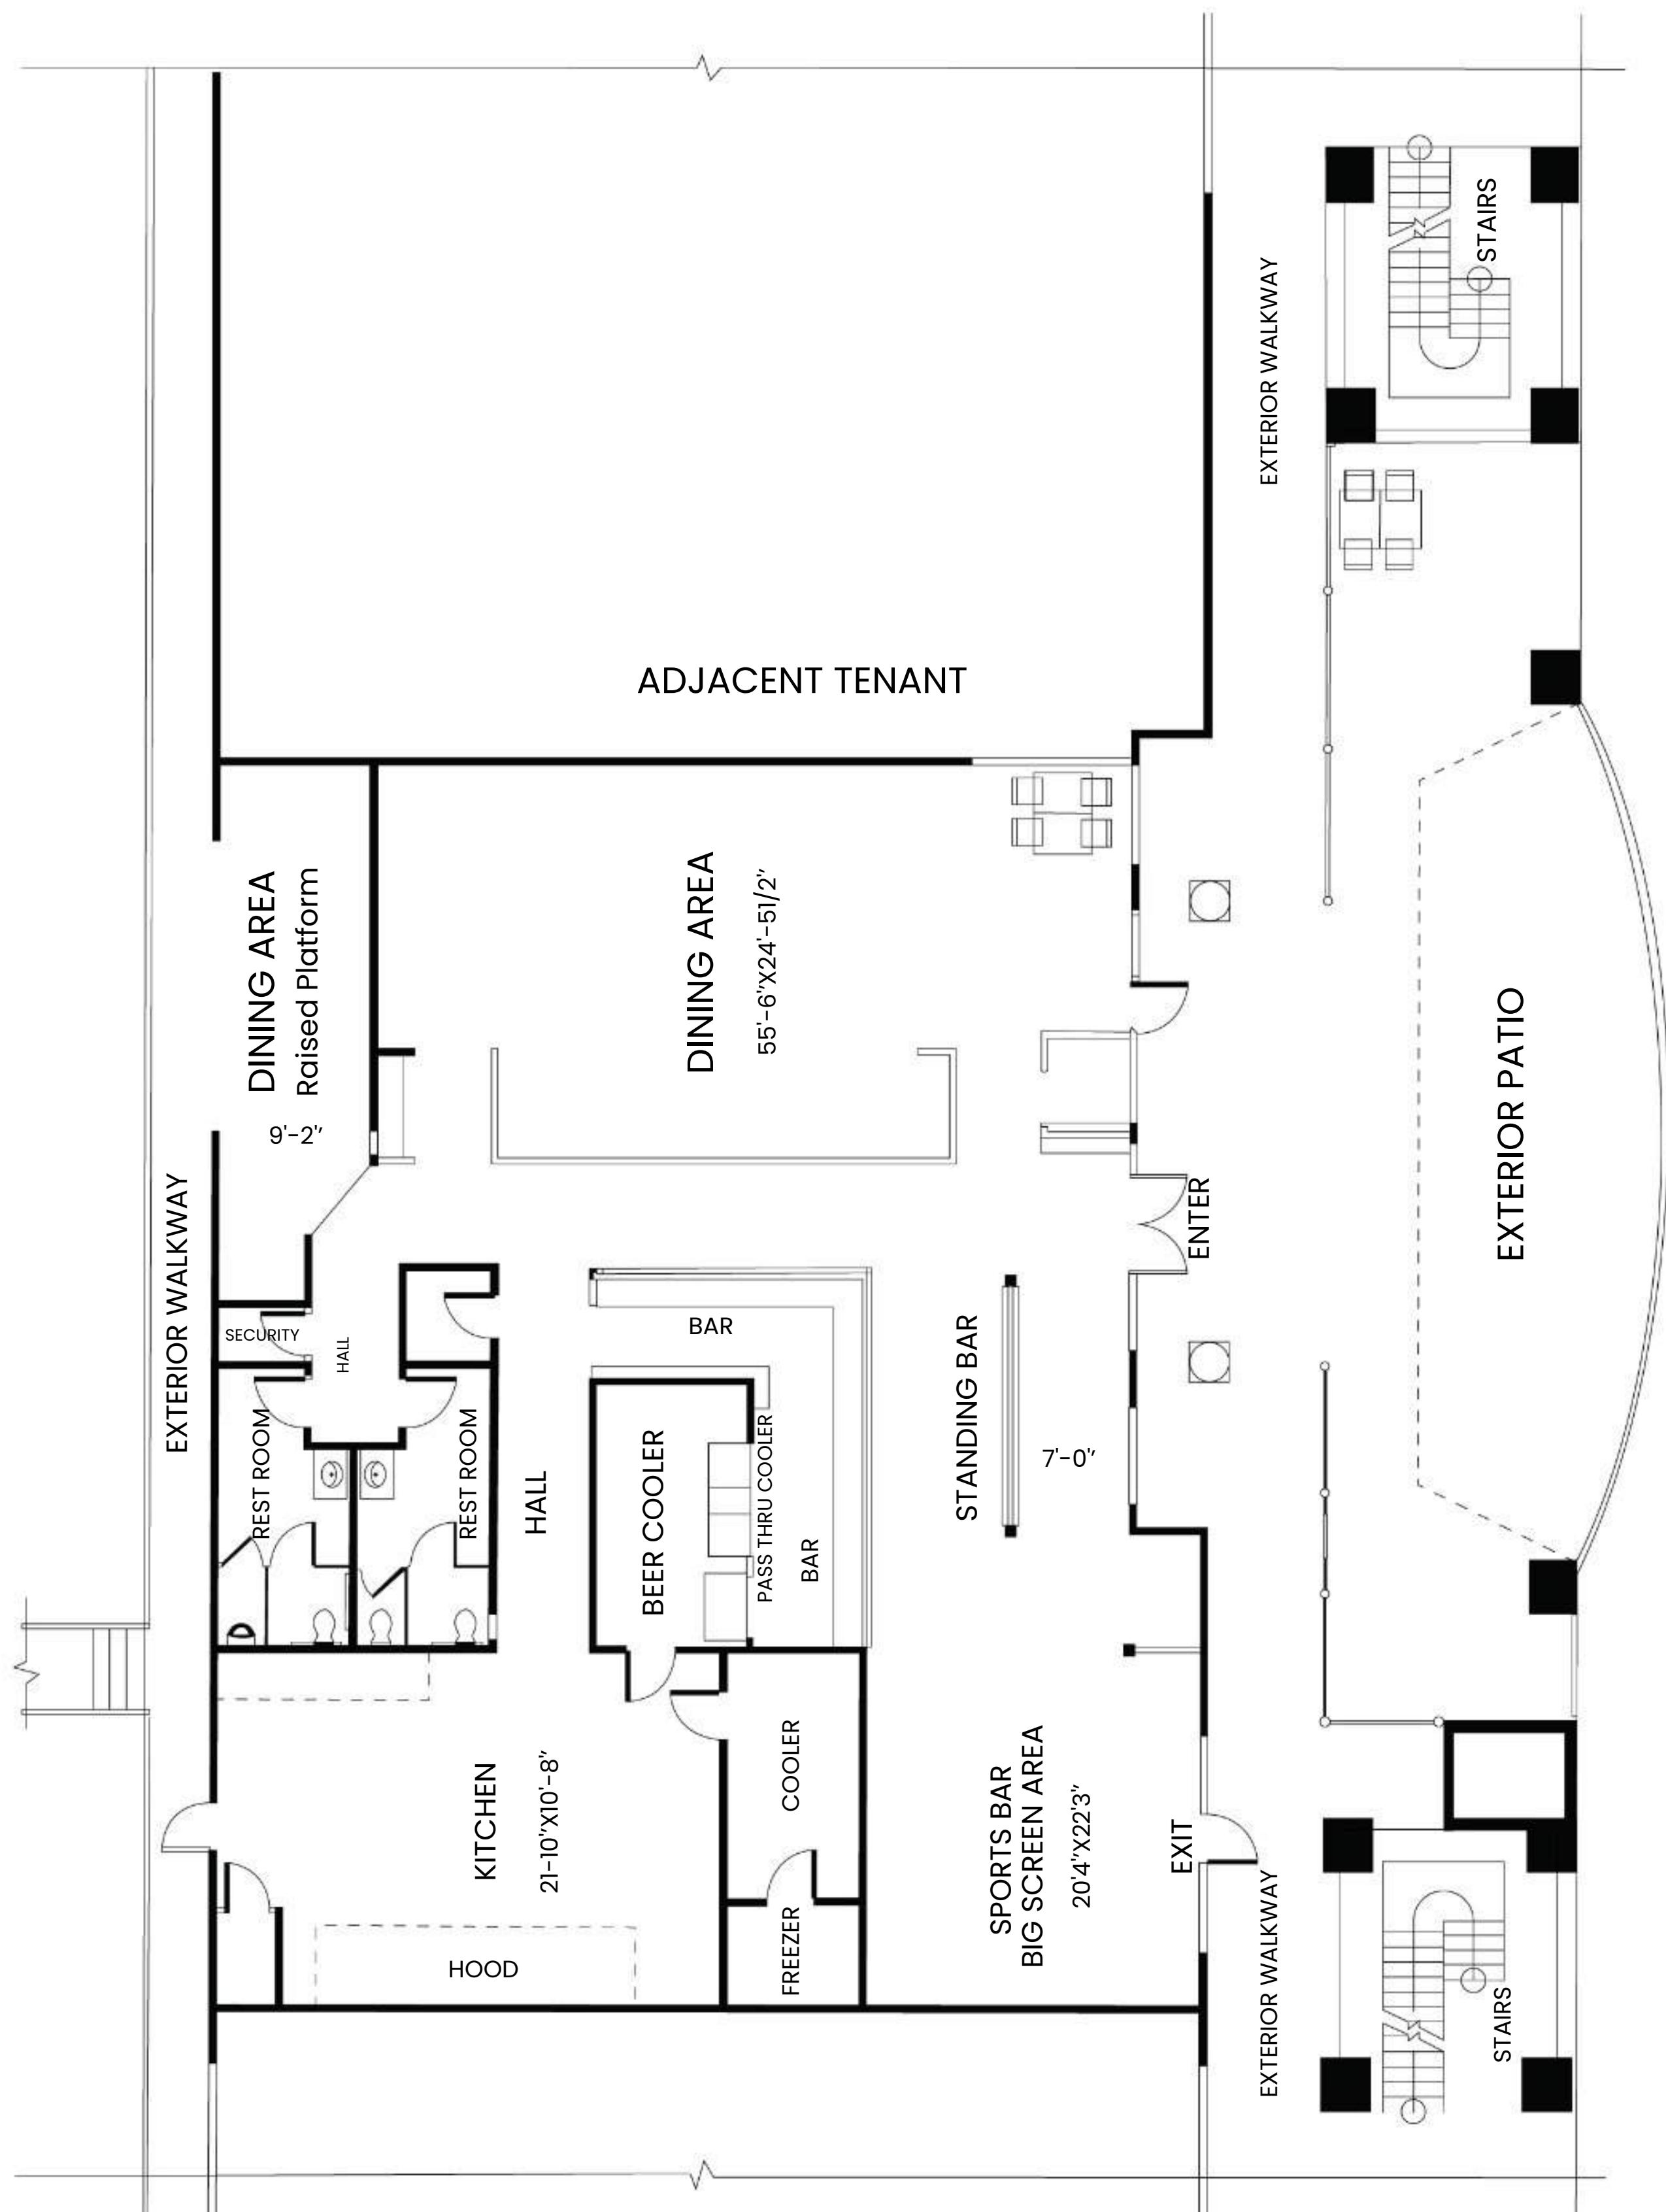 STAIRS
EXTERIOR WALKWAY
ADJACENT TENANT
DINING AREA
Raised Platform
9'-2"
DINING AREA
55'-6"X24'-51/2"
EXTERIOR PATIO
EXTERIOR WALKWAY
ENTER
SECURITY
HALL
BAR
STANDING BAR
7'-0"
REST ROOM
REST ROOM
HALL
BEER COOLER
PASS THRU COOLER
BAR
KITCHEN
21-10"X10'-8"
COOLER
SPORTS BAR
BIG SCREEN AREA
20'4"X22'3"
EXIT
HOOD
FREEZER
EXTERIOR WALKWAY
STAIRS